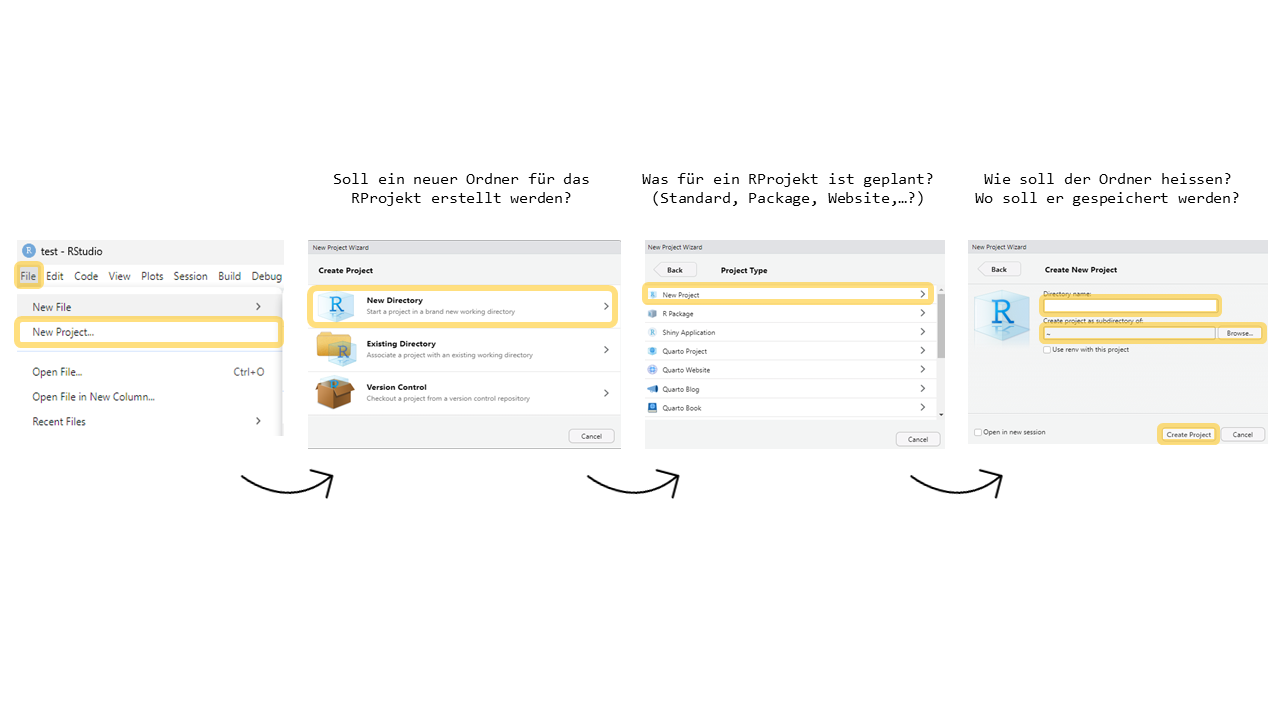 Soll ein neuer Ordner für das
RProjekt erstellt werden?
Was für ein RProjekt ist geplant?
(Standard, Package, Website,…?)
Wie soll der Ordner heissen?
Wo soll er gespeichert werden?
R test - RStudio
File Edit Code View Plots Session Build Debug
New File
New Project...
Open File... Ctrl+O
Open File in New Column...
Recent Files
New Project Wizard
Create Project
R
New Directory
Start a project in a brand new working directory
Existing Directory
R
Associate a project with an existing working directory
Version Control
Checkout a project from a version control repository
Cancel
New Project Wizard
Back Project Type
New Project
R Package
Shiny Application
Quarto Project
Quarto Website
Quarto Blog
Quarto Book
Cancel
New Project Wizard
Back Create New Project
R
Directory name:
Create project as subdirectory of:
~ Browse...
Use renv with this project
Open in new session Create Project Cancel